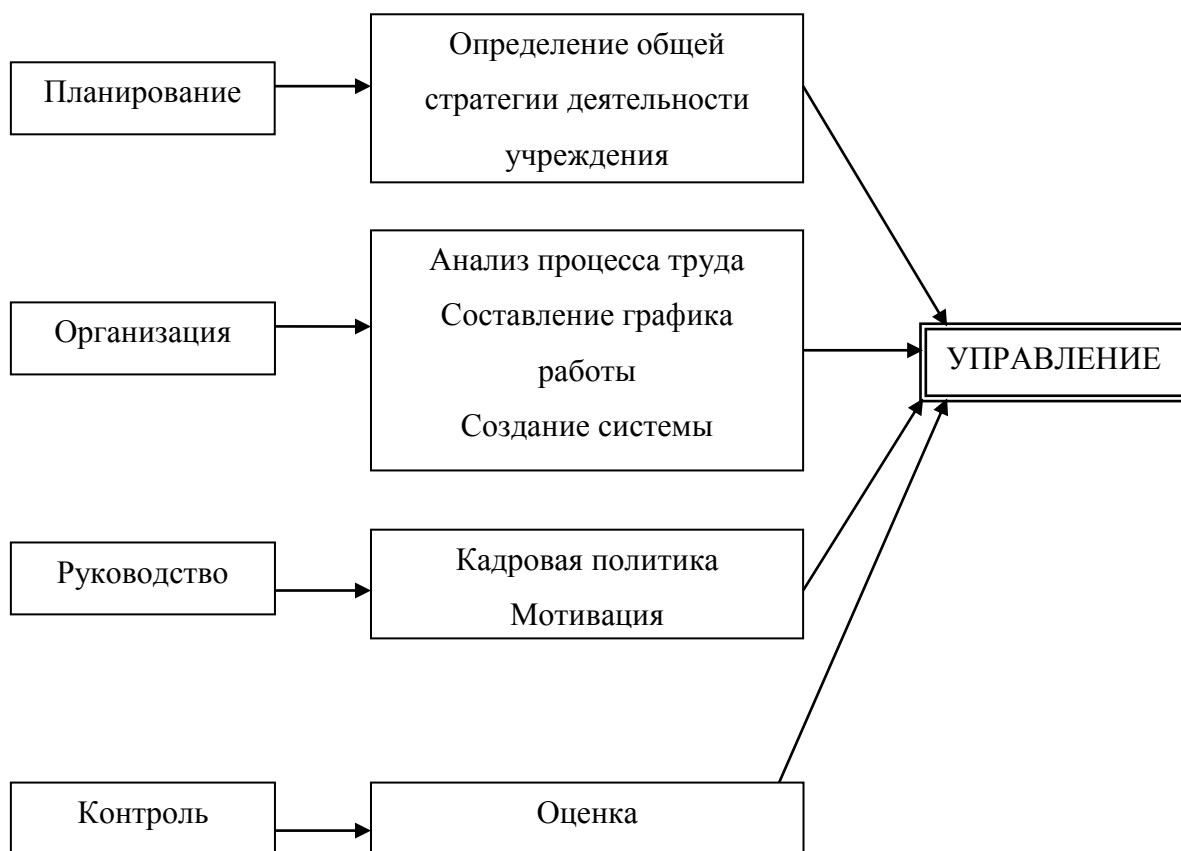 Планирование
Определение общей
стратегии деятельности
учреждения
Организация
Анализ процесса труда
Составление графика
работы
Создание системы
УПРАВЛЕНИЕ
Руководство
Кадровая политика
Мотивация
Контроль
Оценка